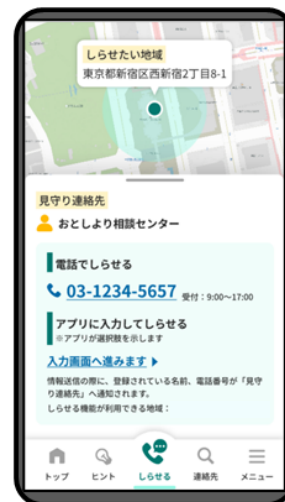 しらせたい地域
東京都新宿区西新宿2丁目8-1
見守り連絡先
おとしより相談センター
電話でしらせる
03-1234-5657 受付：9:00～17:00
アプリに入力してしらせる
※アプリが選択肢を示します
入力画面へ進みます
情報送信の際に、登録されている名前、電話番号が「見守
り連絡先」へ通知されます。
しらせる機能が利用できる地域：
トップ ヒント しらせる 連絡先 メニュー